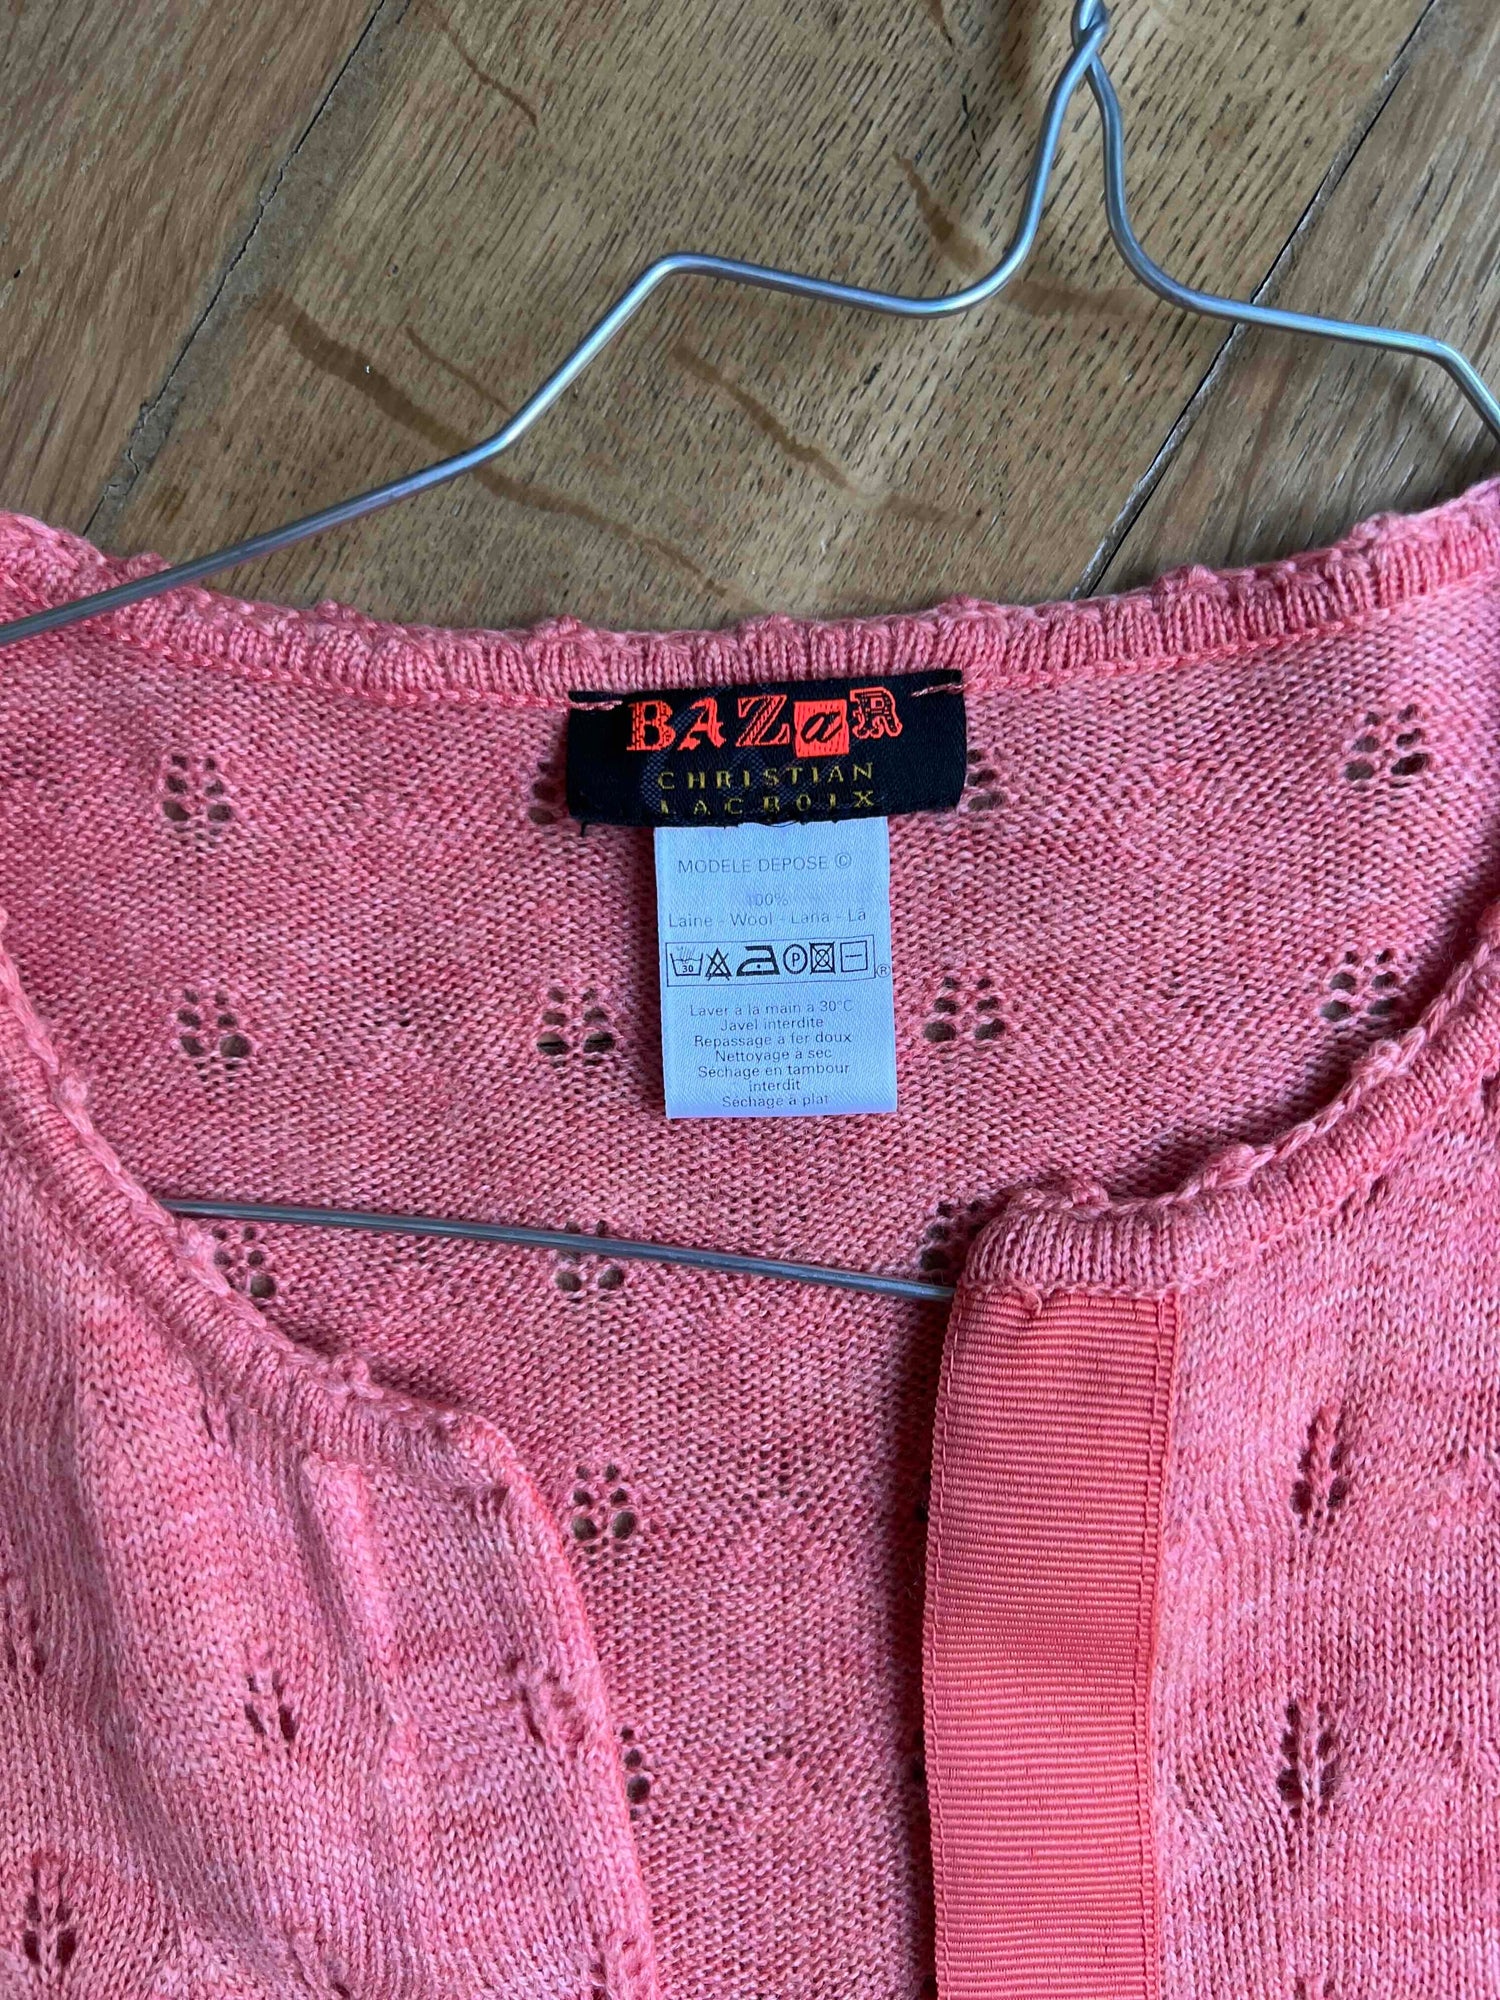 BAZaR
CHRISTIAN
LACROIX
MODELE DEPOSE ©
100%
Laine - Wool - Lana - Lã
30 P ®
Laver à la main à 30°C
Javel interdite
Repassage à fer doux
Nettoyage à sec
Séchage en tambour
interdit
Séchage à plat